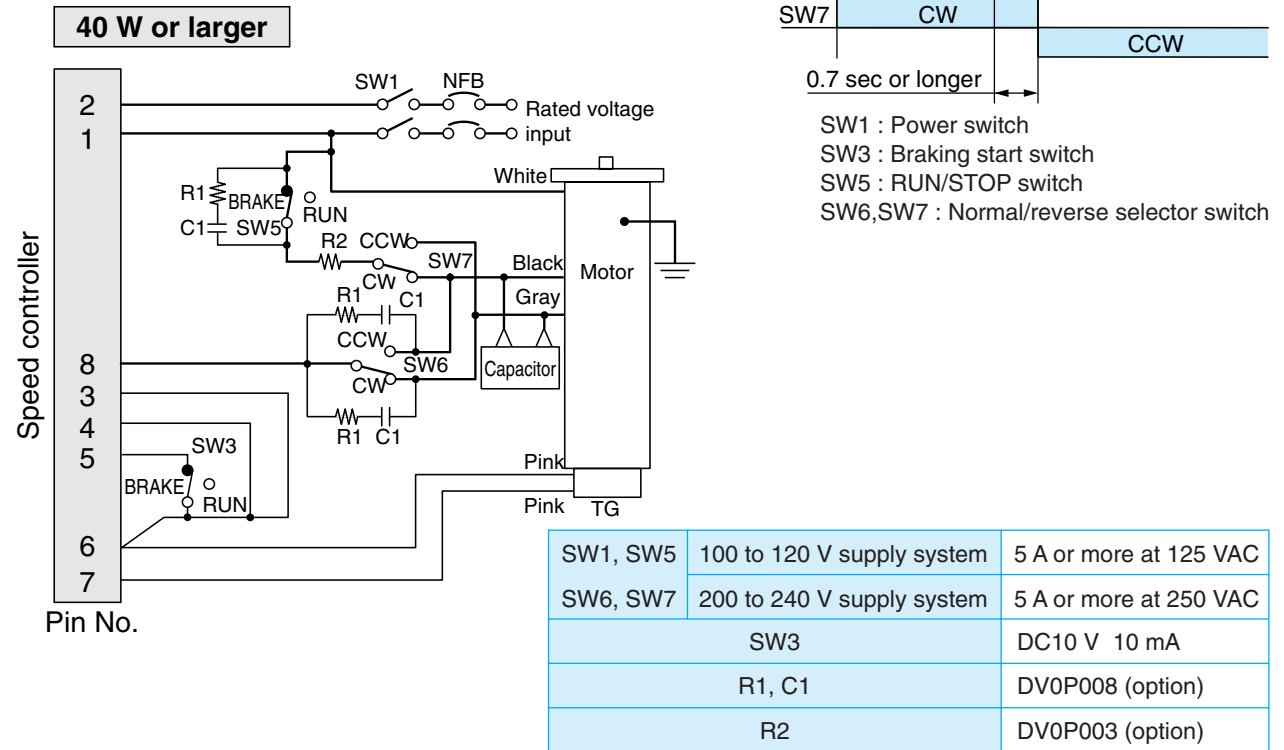 40 W or larger
SW7 CW
CCW
0.7 sec or longer
SW1 : Power switch
SW3 : Braking start switch
SW5 : RUN/STOP switch
SW6,SW7 : Normal/reverse selector switch
Speed controller
2
1
8
3
4
5
6
7
Pin No.
SW1 NFB
Rated voltage
input
White
R1
BRAKE
RUN
C1
SW5
R2 CCW
SW7
Black
Motor
CW
R1
C1
Gray
CCW
SW6
CW
Capacitor
R1 C1
SW3
BRAKE
RUN
Pink
Pink
TG
SW1, SW5 100 to 120 V supply system 5 A or more at 125 VAC
SW6, SW7 200 to 240 V supply system 5 A or more at 250 VAC
SW3 DC10 V 10 mA
R1, C1 DV0P008 (option)
R2 DV0P003 (option)